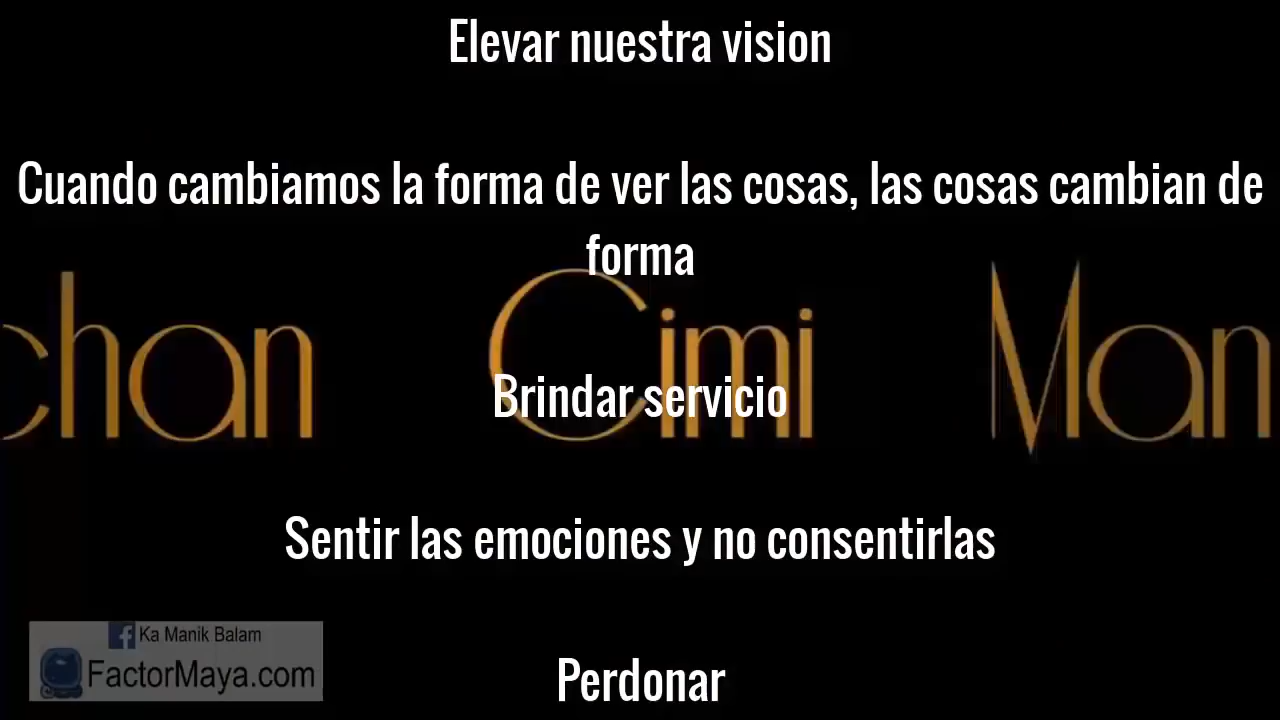 Elevar nuestra vision
Cuando cambiamos la forma de ver las cosas, las cosas cambian de
forma
chan Cimi Man
Brindar servicio
Sentir las emociones y no consentirlas
Ka Manik Balam
FactorMaya.com
Perdonar